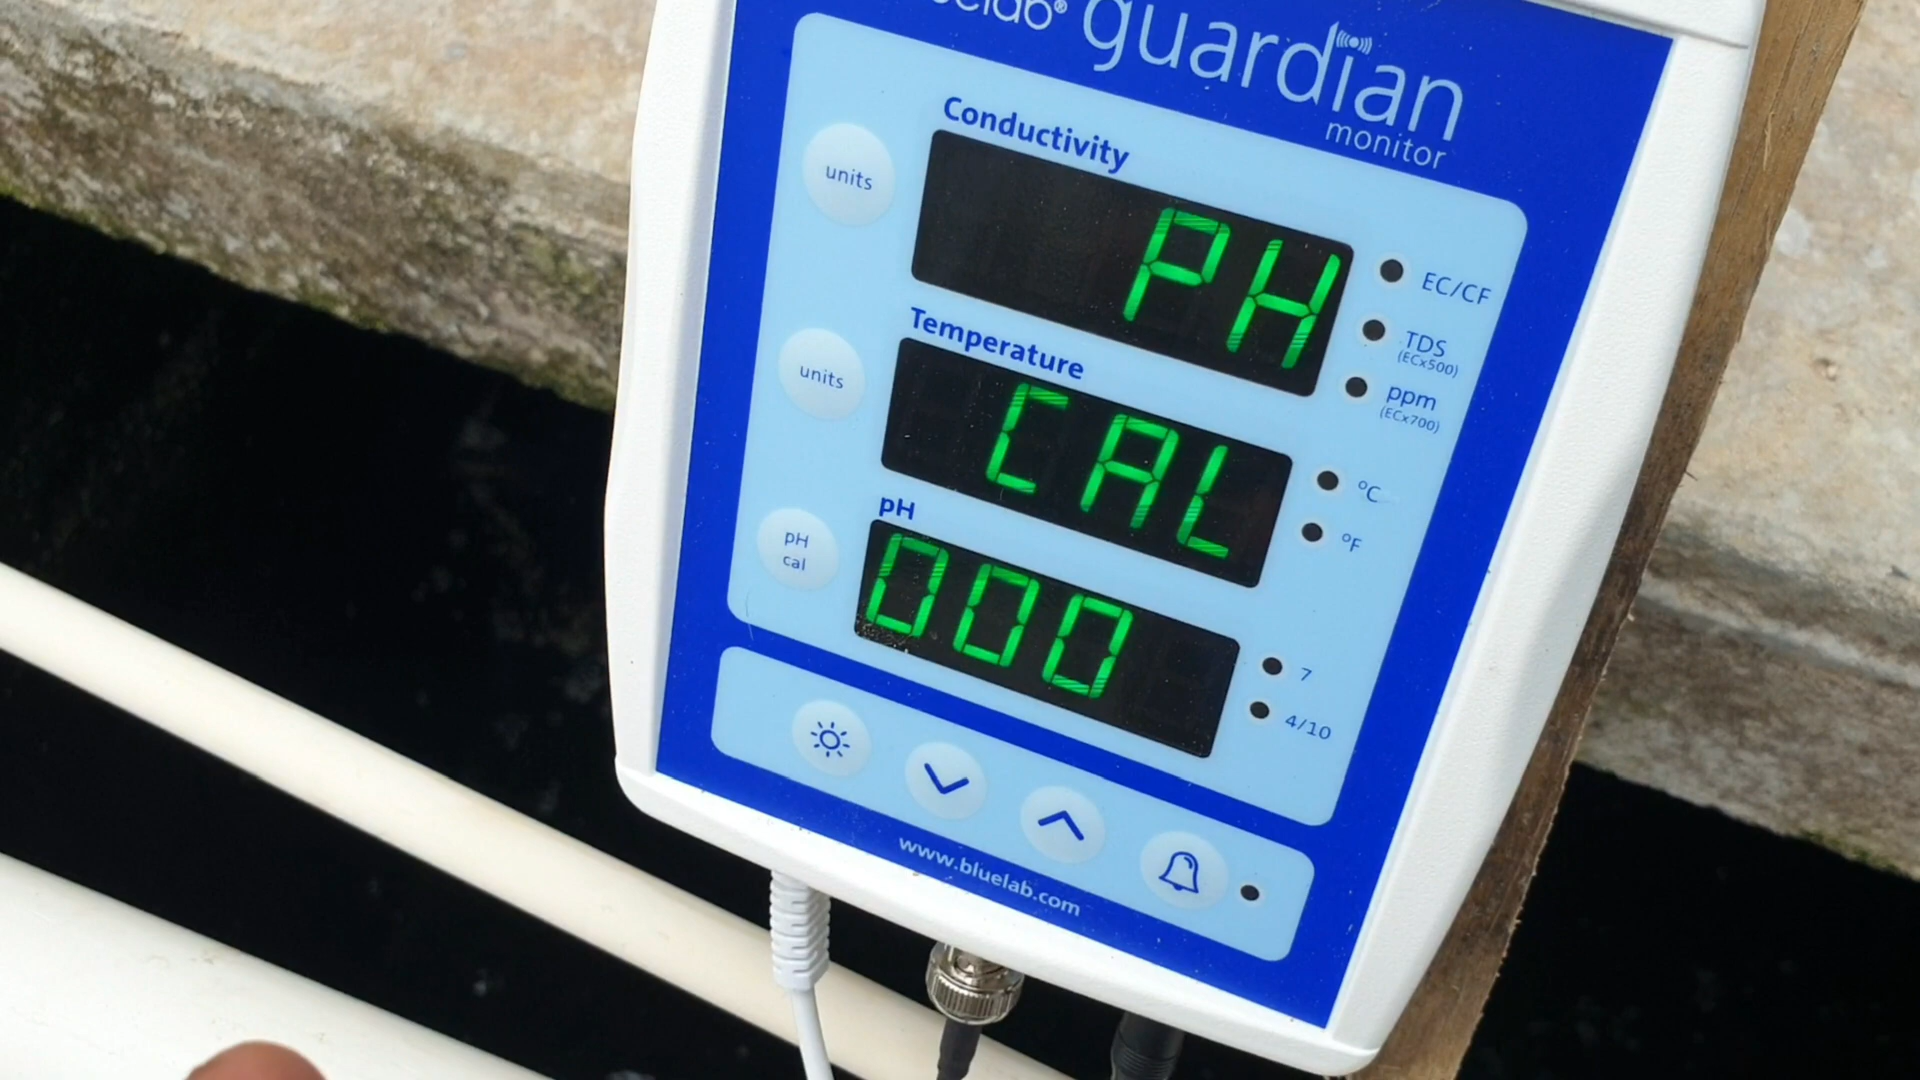 guardian
monitor
Conductivity
units
PH
EC/CF
TDS
(ECx500)
ppm
(ECx700)
Temperature
units
CAL
°C
°F
pH
pH
cal
000
7
4/10
www.bluelab.com